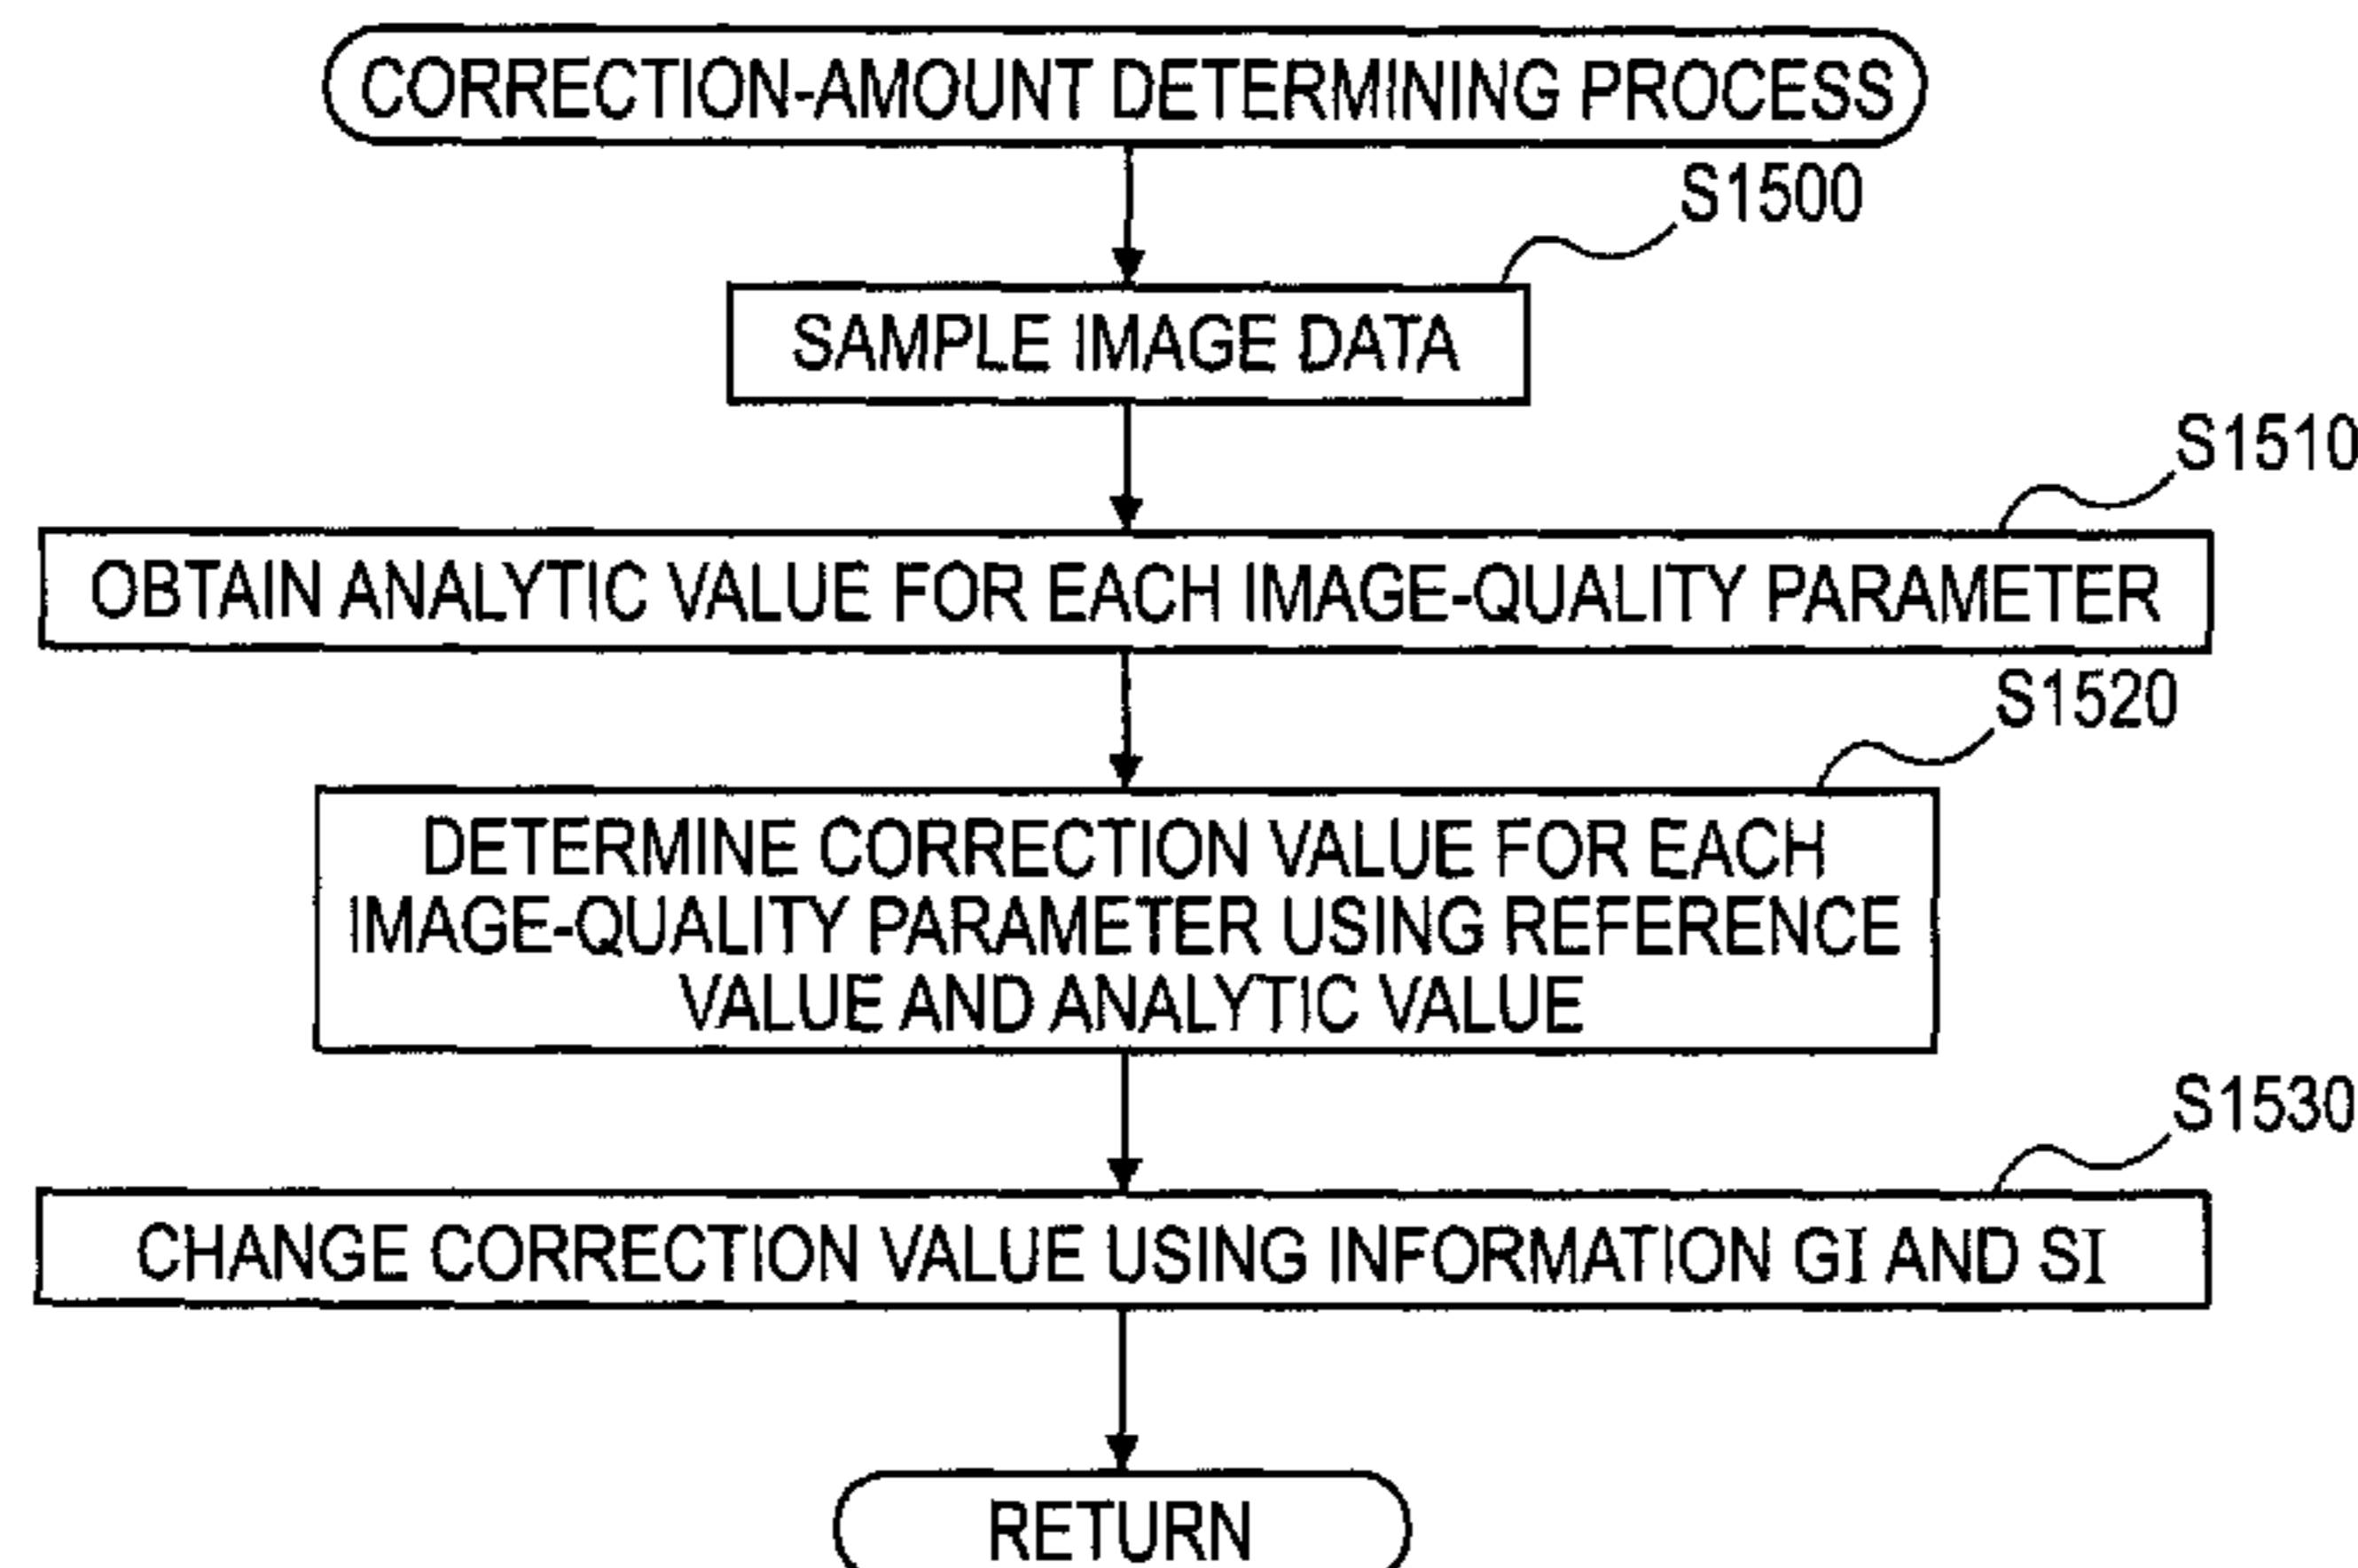 CORRECTION-AMOUNT DETERMINING PROCESS
S1500
SAMPLE IMAGE DATA
S1510
OBTAIN ANALYTIC VALUE FOR EACH IMAGE-QUALITY PARAMETER
S1520
DETERMINE CORRECTION VALUE FOR EACH
IMAGE-QUALITY PARAMETER USING REFERENCE
VALUE AND ANALYTIC VALUE
S1530
CHANGE CORRECTION VALUE USING INFORMATION GI AND SI
RETURN